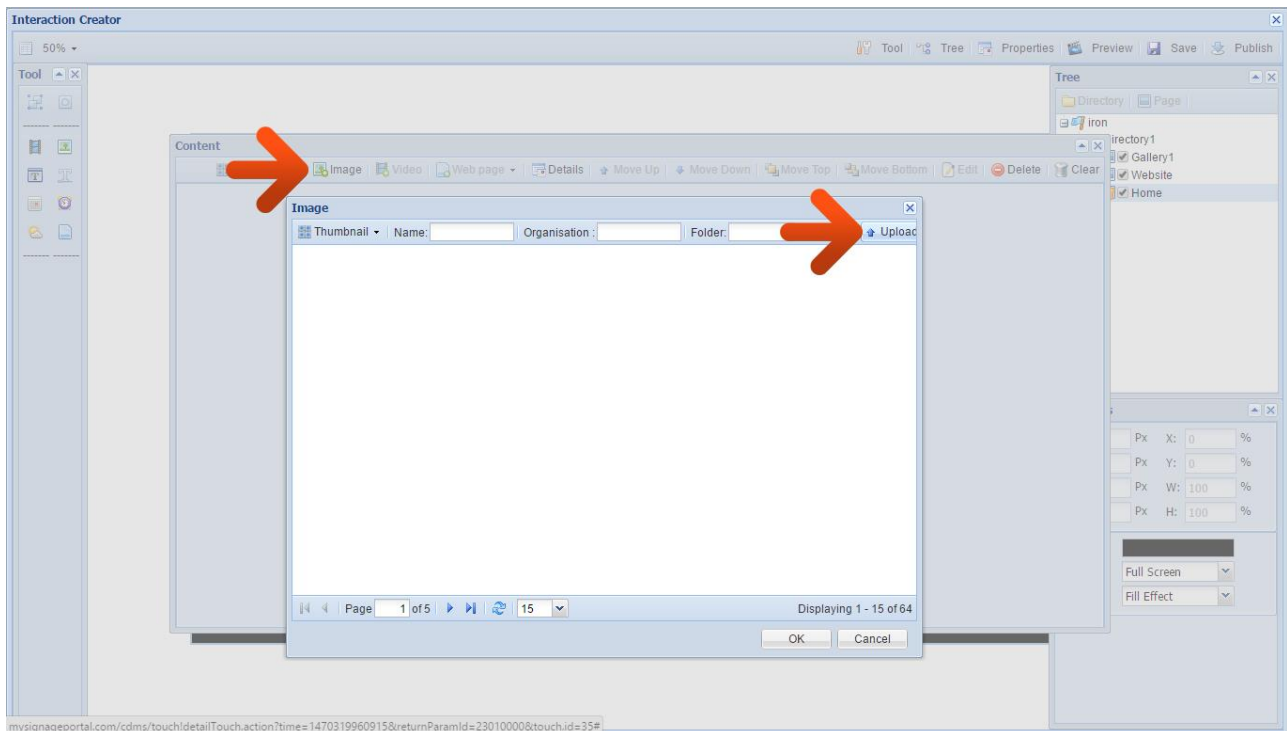 Interaction Creator
50%
Tool Tree Properties Preview Save Publish
Tool
Tree
Directory Page
iron
irectory1
Gallery1
Website
Home
Content
Image Video Web page Details Move Up Move Down Move Top Move Bottom Edit Delete Clear
Image
Thumbnail Name: Organisation : Folder: Upload
Page 1 of 5 15 Displaying 1 - 15 of 64
OK Cancel
Px X: 0 %
Px Y: 0 %
Px W: 100 %
Px H: 100 %
Full Screen
Fill Effect
mysignageportal.com/cdms/touch!detailTouch.action?time=1470319960915&returnParamId=23010000&touch.id=35#